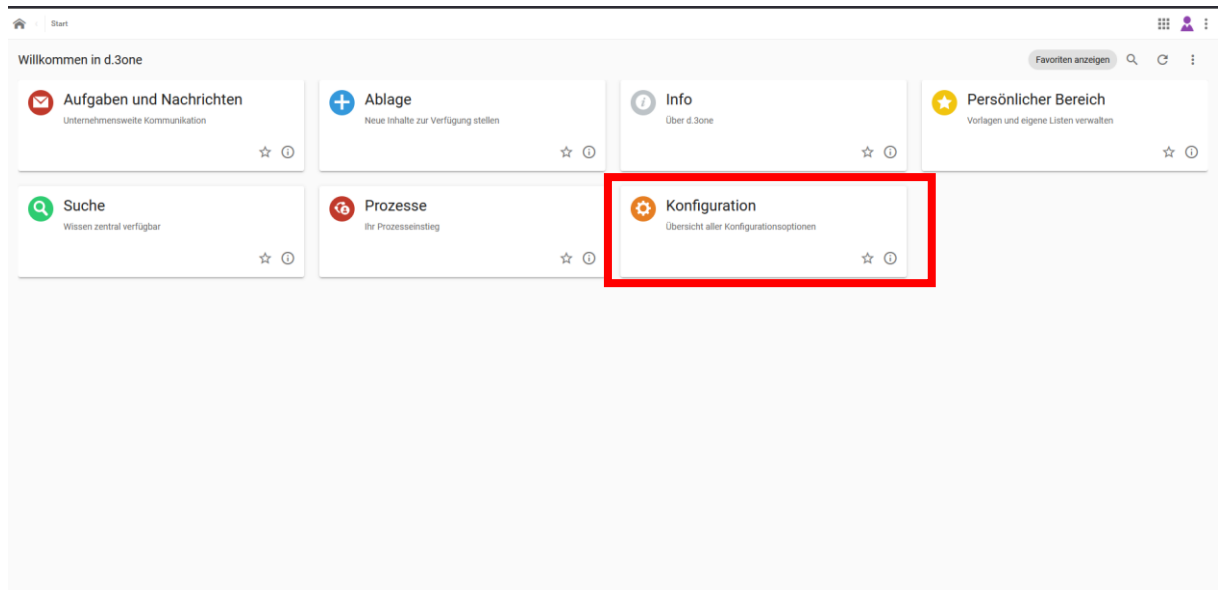 Start
Willkommen in d.3one
Favoriten anzeigen
Aufgaben und Nachrichten
Unternehmensweite Kommunikation
Ablage
Neue Inhalte zur Verfügung stellen
Info
Über d.3one
Persönlicher Bereich
Vorlagen und eigene Listen verwalten
Suche
Wissen zentral verfügbar
Prozesse
Ihr Prozesseinstieg
Konfiguration
Übersicht aller Konfigurationsoptionen